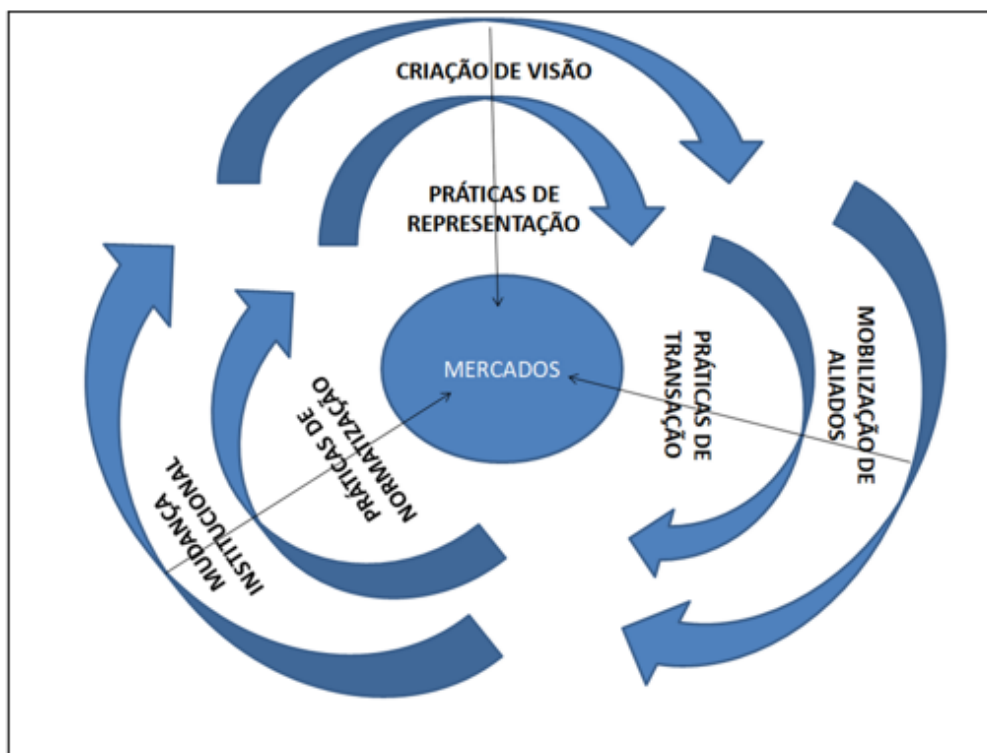 CRIAÇÃO DE VISÃO
PRÁTICAS DE
REPRESENTAÇÃO
MERCADOS
PRÁTICAS DE
TRANSAÇÃO
MOBILIZAÇÃO DE
ALIADOS
PRÁTICAS DE
NORMATIZAÇÃO
MUDANÇA
INSTITUCIONAL